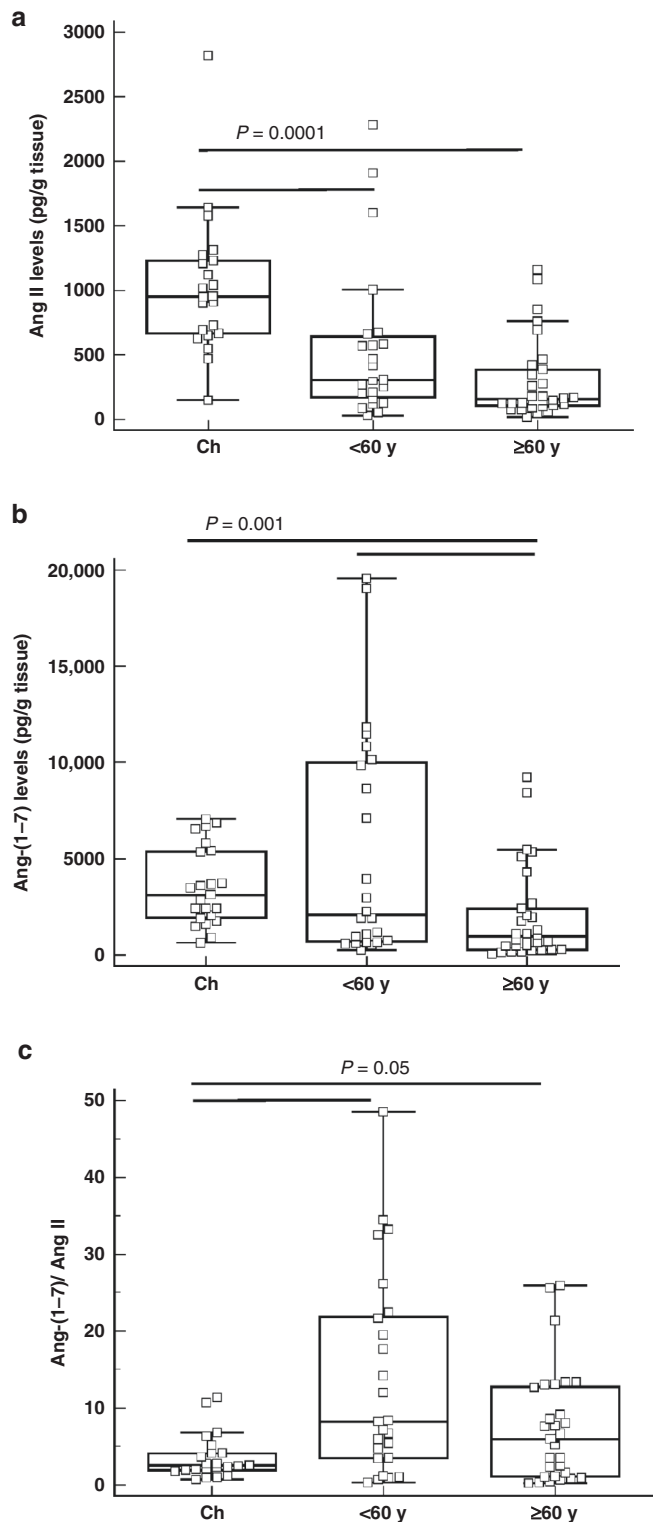 a
3000
2500
P = 0.0001
2000
1500
1000
500
0
Ang II levels (pg/g tissue)
Ch <60 y ≥60 y
b
P = 0.001
20,000
15,000
10,000
5000
0
Ang-(1–7) levels (pg/g tissue)
Ch <60 y ≥60 y
c
P = 0.05
50
40
30
20
10
0
Ang-(1–7)/ Ang II
Ch <60 y ≥60 y